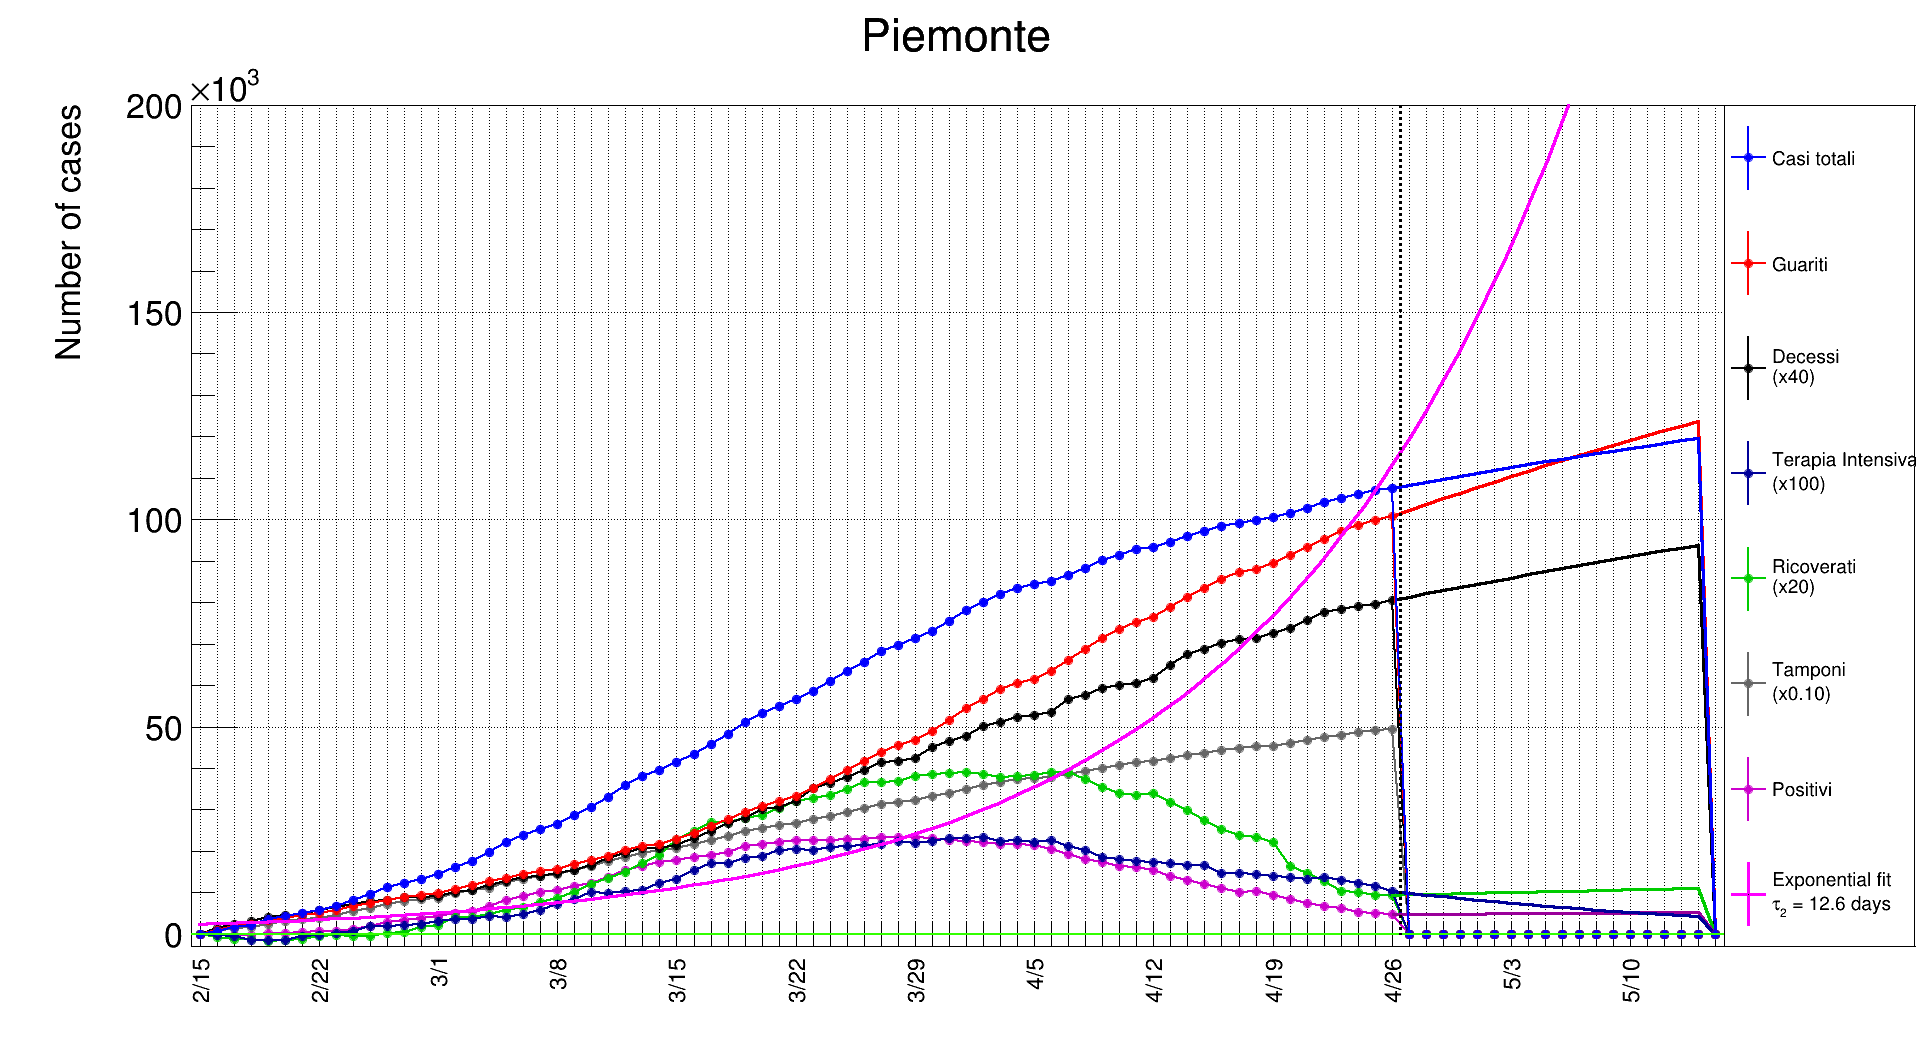 Piemonte
×10³
Number of cases
200
150
100
50
0
2/15
2/22
3/1
3/8
3/15
3/22
3/29
4/5
4/12
4/19
4/26
5/3
5/10
Casi totali
Guariti
Decessi
(x40)
Terapia Intensiva
(x100)
Ricoverati
(x20)
Tamponi
(x0.10)
Positivi
Exponential fit
τ₂ = 12.6 days